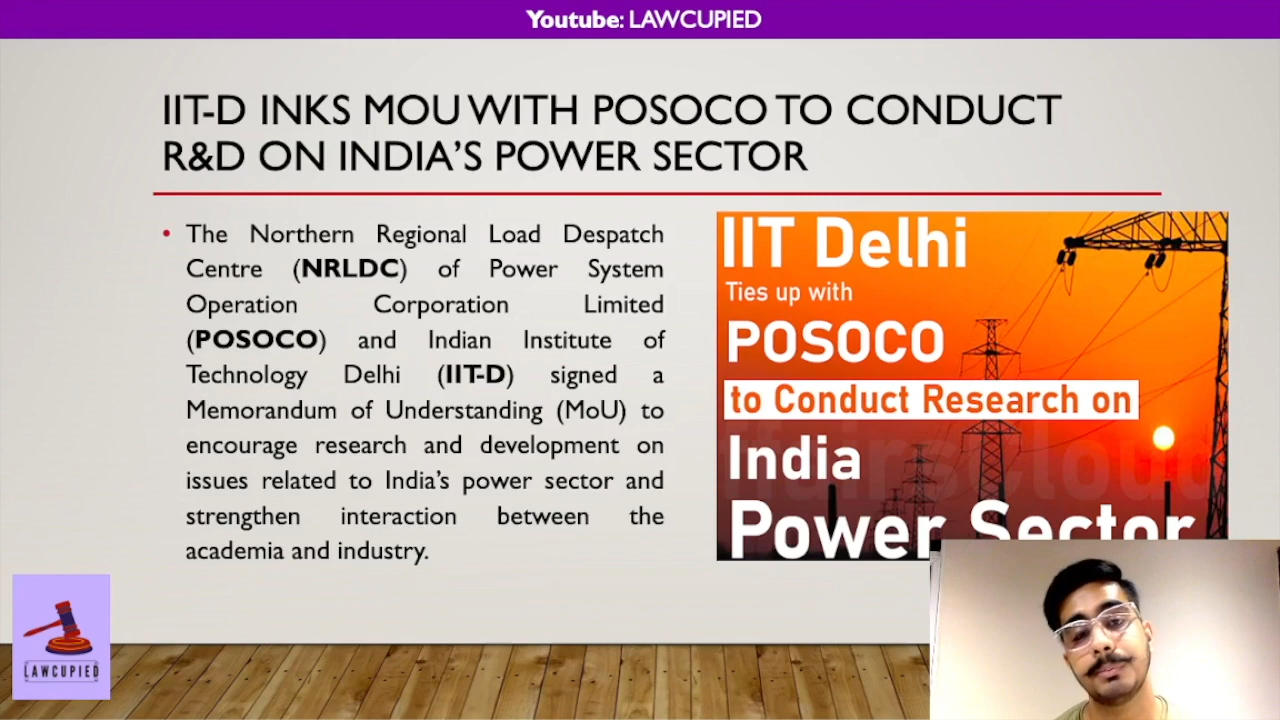 Youtube: LAWCUPIED
IIT-D INKS MOU WITH POSOCO TO CONDUCT
R&D ON INDIA'S POWER SECTOR
• The Northern Regional Load Despatch
Centre (NRLDC) of Power System
Operation Corporation Limited
(POSOCO) and Indian Institute of
Technology Delhi (IIT-D) signed a
Memorandum of Understanding (MoU) to
encourage research and development on
issues related to India's power sector and
strengthen interaction between the
academia and industry.
IIT Delhi
Ties up with
POSOCO
to Conduct Research on
India
Power Sector
LAWCUPIED